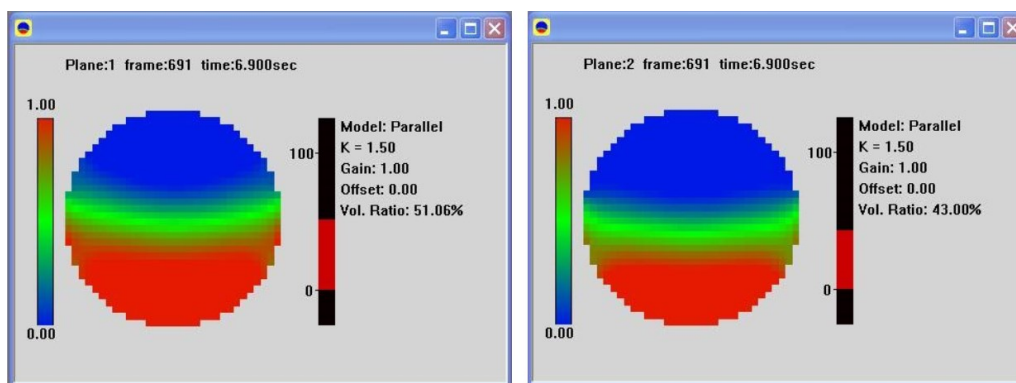 Plane:1 frame:691 time:6.900sec
1.00
Model: Parallel
K = 1.50
100
Gain: 1.00
Offset: 0.00
Vol. Ratio: 51.06%
0
0.00
Plane:2 frame:691 time:6.900sec
1.00
Model: Parallel
K = 1.50
100
Gain: 1.00
Offset: 0.00
Vol. Ratio: 43.00%
0
0.00